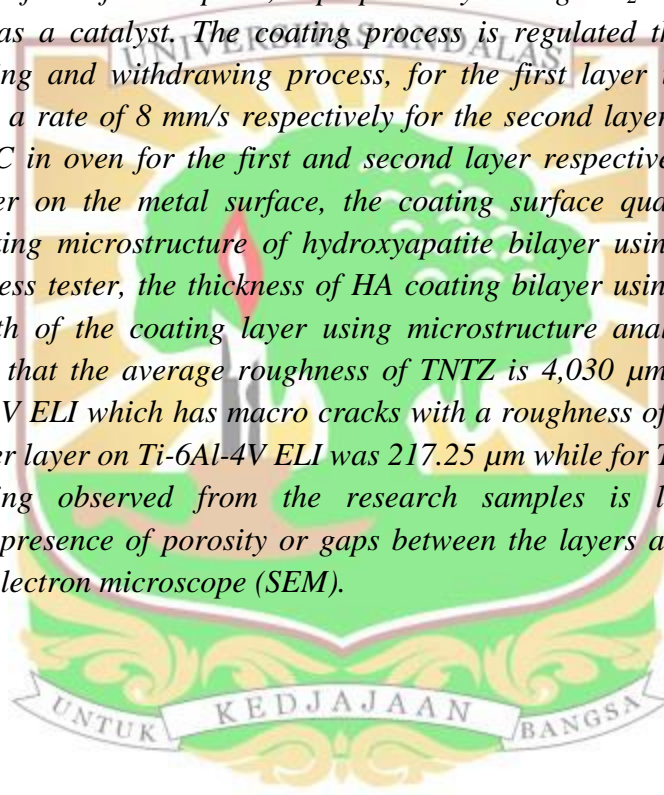 as a catalyst. The coating process is regulated th
UNIVERSITAS ANDALAS
ing and withdrawing process, for the first layer
a rate of 8 mm/s respectively for the second layer
C in oven for the first and second layer respective
er on the metal surface, the coating surface qua
ting microstructure of hydroxyapatite bilayer usin
ess tester, the thickness of HA coating bilayer usin
th of the coating layer using microstructure anal
that the average roughness of TNTZ is 4,030 μm
V ELI which has macro cracks with a roughness of
er layer on Ti-6Al-4V ELI was 217.25 μm while for T
ing observed from the research samples is l
presence of porosity or gaps between the layers a
electron microscope (SEM).
UNTUK KEDJAJAAN BANGSA